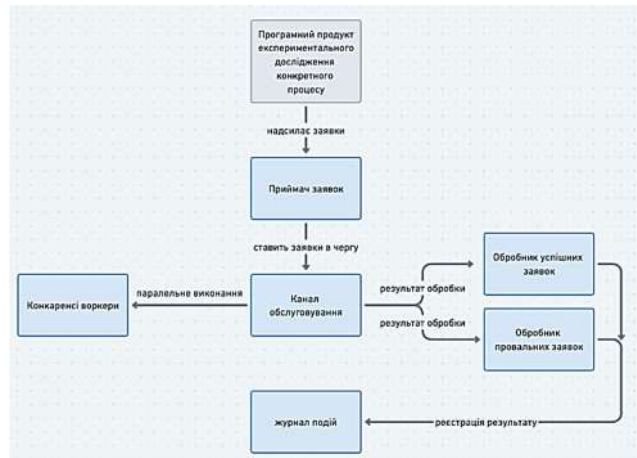 Програмний продукт
експериментального
дослідження
конкретного
процесу
надсилає заявки
Приймач заявок
ставить заявки в чергу
Обробник успішних
заявок
Конкаренсі воркери
паралельне виконання
Канал
обслуговування
результат обробки
результат обробки
Обробник
провальних заявок
журнал подій
реєстрація результату